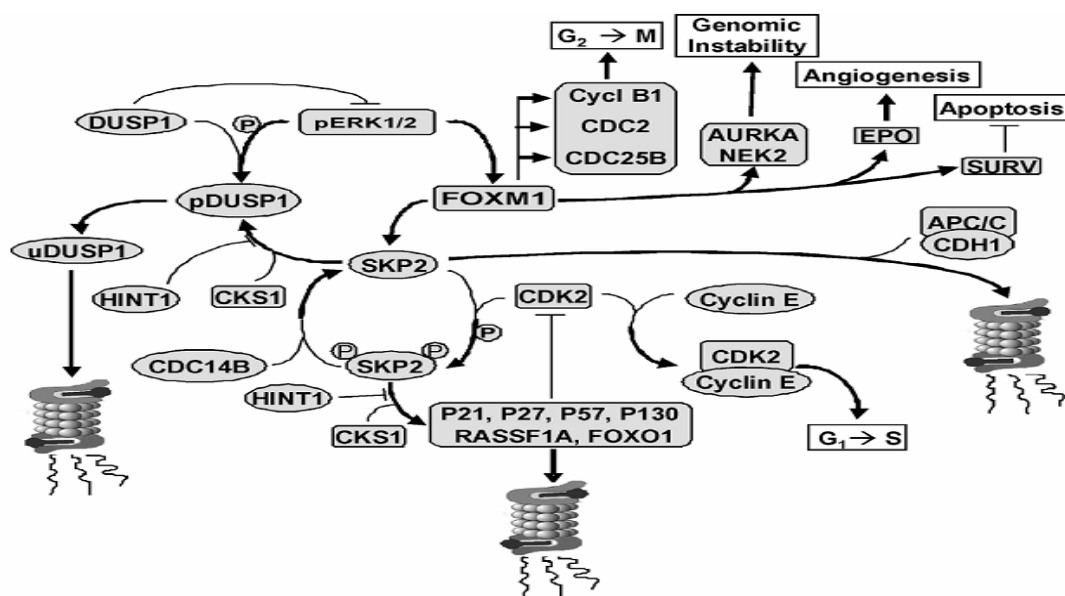 G2 → M
Genomic
Instability
Angiogenesis
Apoptosis
Cycl B1
CDC2
CDC25B
AURKA
NEK2
EPO
SURV
DUSP1
P
pERK1/2
pDUSP1
FOXM1
uDUSP1
HINT1
CKS1
SKP2
APC/C
CDH1
CDK2
Cyclin E
P
CDC14B
P
P
SKP2
CDK2
Cyclin E
HINT1
CKS1
P21, P27, P57, P130
RASSF1A, FOXO1
G1→ S